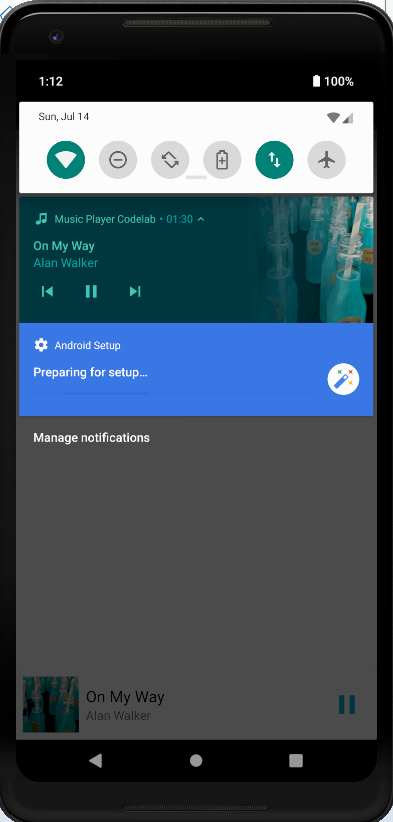 1:12
100%
Sun, Jul 14
Music Player Codelab • 01:30
On My Way
Alan Walker
Android Setup
Preparing for setup...
Manage notifications
On My Way
Alan Walker